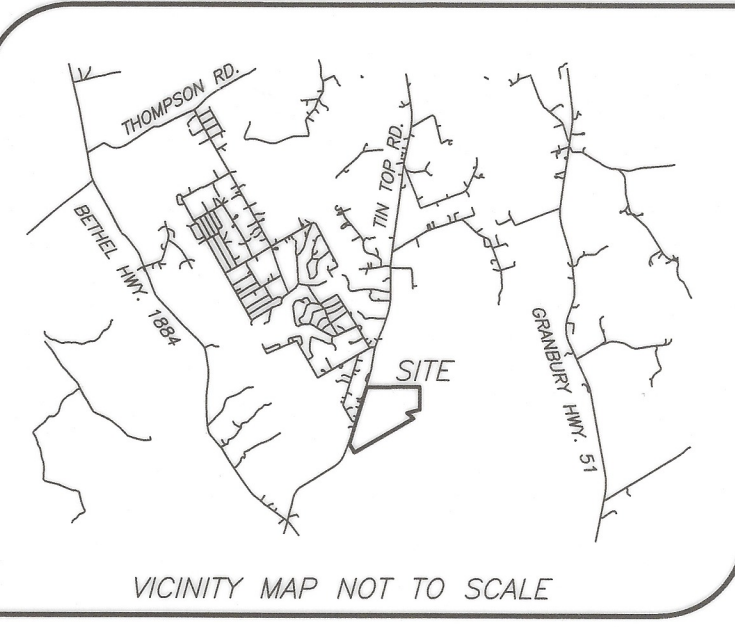 THOMPSON RD.
TIN TOP RD.
BETHEL HWY. 1884
GRANBURY HWY. 51
SITE
VICINITY MAP NOT TO SCALE